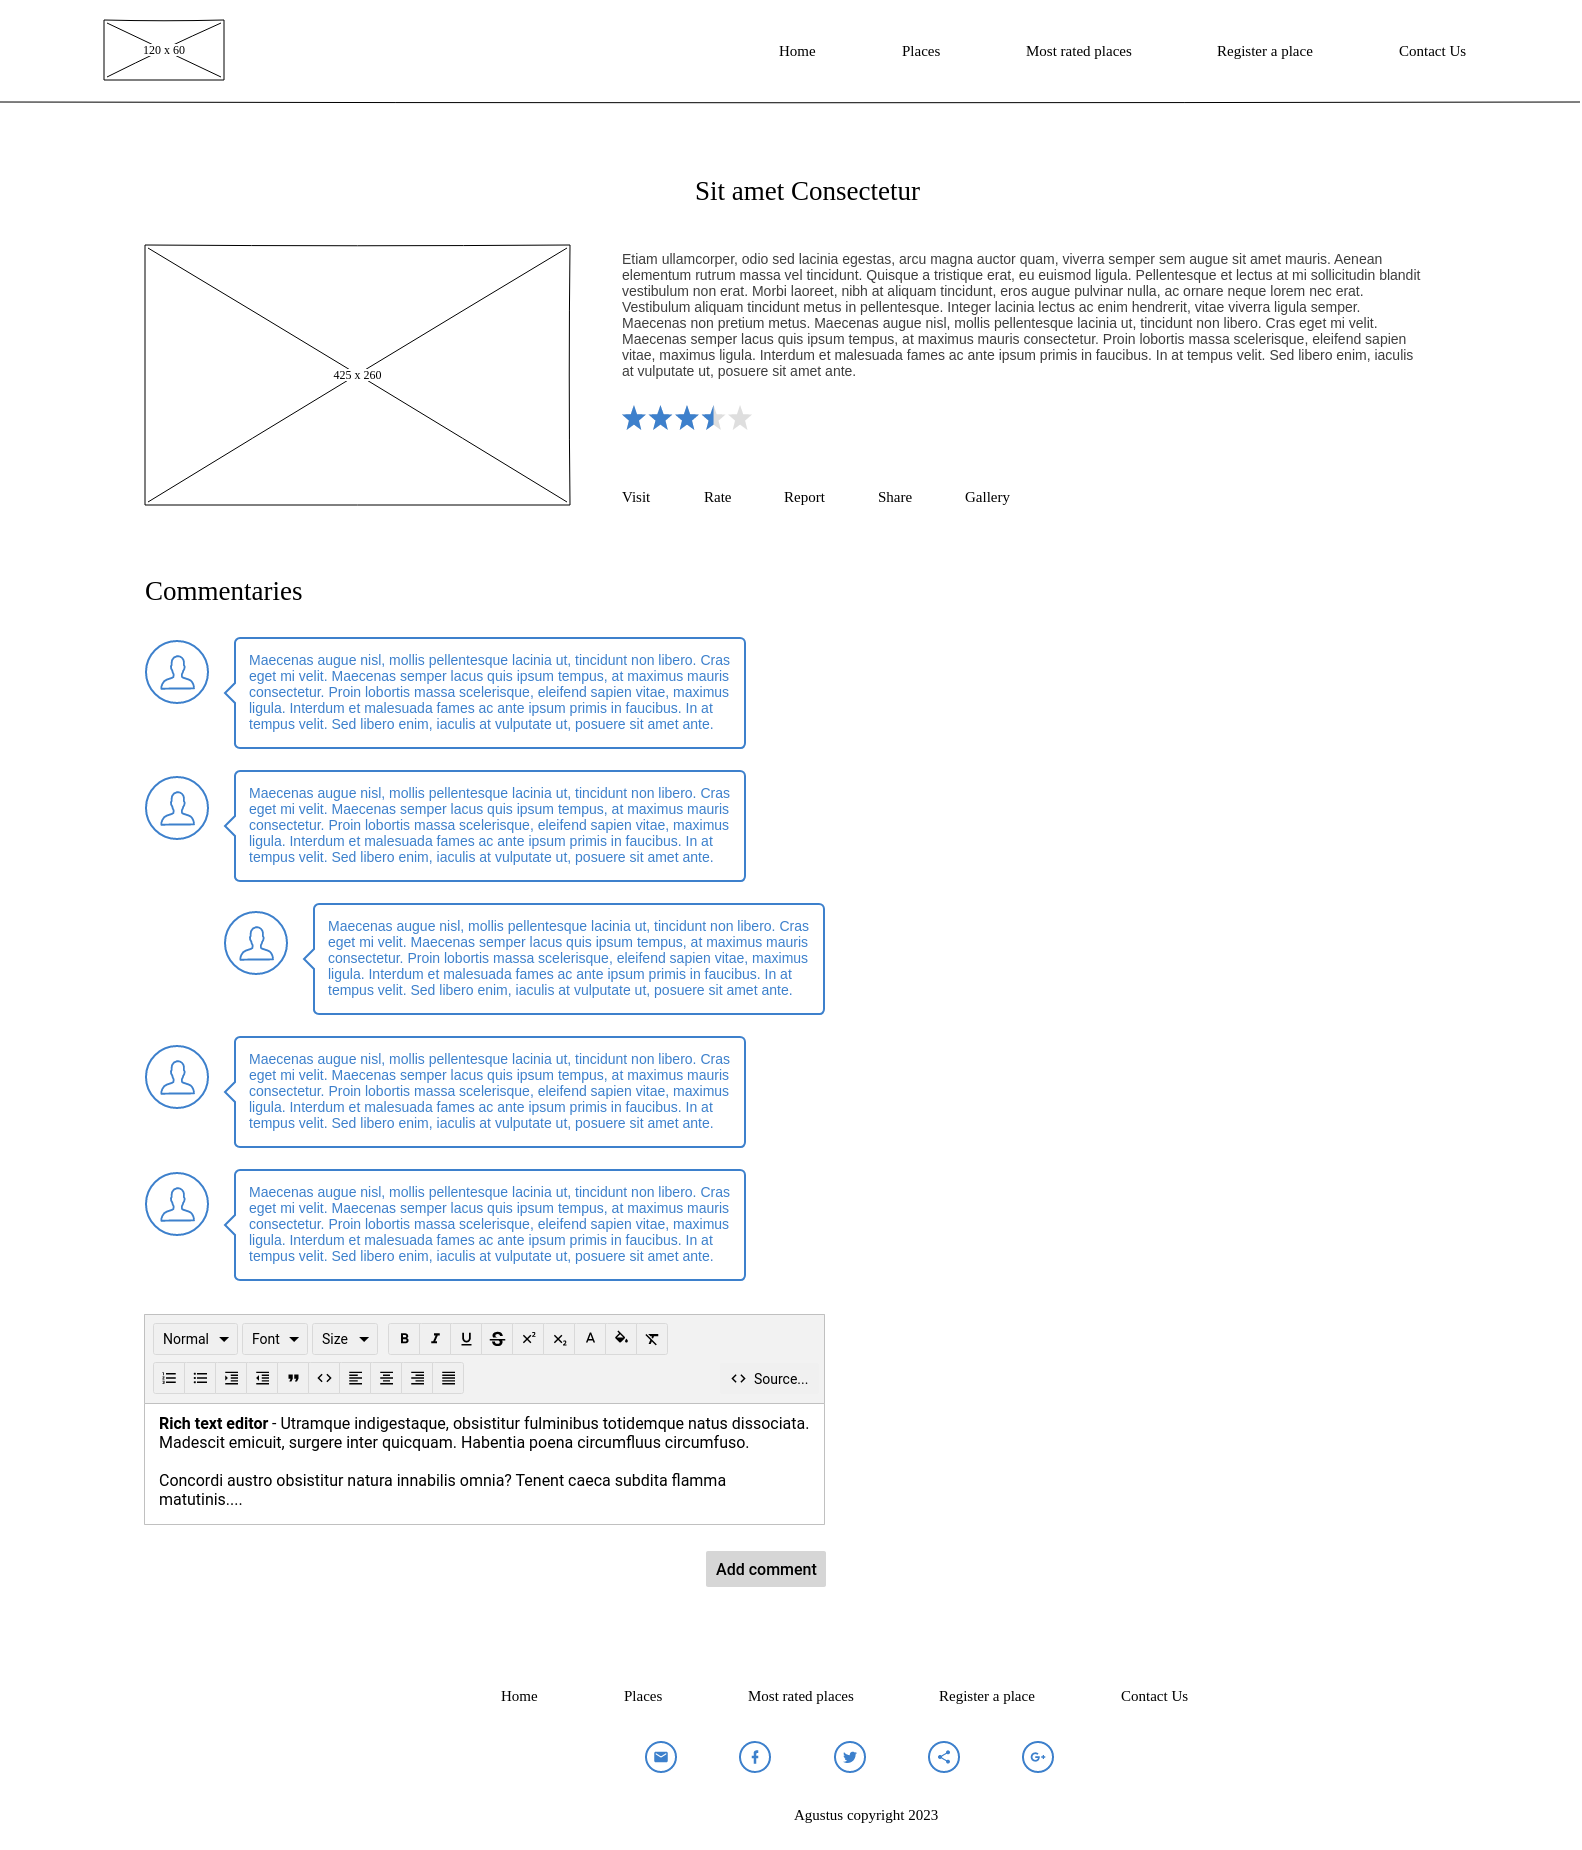 120 x 60
Home Places Most rated places Register a place Contact Us
Sit amet Consectetur
425 x 260
Etiam ullamcorper, odio sed lacinia egestas, arcu magna auctor quam, viverra semper sem augue sit amet mauris. Aenean
elementum rutrum massa vel tincidunt. Quisque a tristique erat, eu euismod ligula. Pellentesque et lectus at mi sollicitudin blandit
vestibulum non erat. Morbi laoreet, nibh at aliquam tincidunt, eros augue pulvinar nulla, ac ornare neque lorem nec erat.
Vestibulum aliquam tincidunt metus in pellentesque. Integer lacinia lectus ac enim hendrerit, vitae viverra ligula semper.
Maecenas non pretium metus. Maecenas augue nisl, mollis pellentesque lacinia ut, tincidunt non libero. Cras eget mi velit.
Maecenas semper lacus quis ipsum tempus, at maximus mauris consectetur. Proin lobortis massa scelerisque, eleifend sapien
vitae, maximus ligula. Interdum et malesuada fames ac ante ipsum primis in faucibus. In at tempus velit. Sed libero enim, iaculis
at vulputate ut, posuere sit amet ante.
Visit Rate Report Share Gallery
Commentaries
Maecenas augue nisl, mollis pellentesque lacinia ut, tincidunt non libero. Cras
eget mi velit. Maecenas semper lacus quis ipsum tempus, at maximus mauris
consectetur. Proin lobortis massa scelerisque, eleifend sapien vitae, maximus
ligula. Interdum et malesuada fames ac ante ipsum primis in faucibus. In at
tempus velit. Sed libero enim, iaculis at vulputate ut, posuere sit amet ante.
Maecenas augue nisl, mollis pellentesque lacinia ut, tincidunt non libero. Cras
eget mi velit. Maecenas semper lacus quis ipsum tempus, at maximus mauris
consectetur. Proin lobortis massa scelerisque, eleifend sapien vitae, maximus
ligula. Interdum et malesuada fames ac ante ipsum primis in faucibus. In at
tempus velit. Sed libero enim, iaculis at vulputate ut, posuere sit amet ante.
Maecenas augue nisl, mollis pellentesque lacinia ut, tincidunt non libero. Cras
eget mi velit. Maecenas semper lacus quis ipsum tempus, at maximus mauris
consectetur. Proin lobortis massa scelerisque, eleifend sapien vitae, maximus
ligula. Interdum et malesuada fames ac ante ipsum primis in faucibus. In at
tempus velit. Sed libero enim, iaculis at vulputate ut, posuere sit amet ante.
Maecenas augue nisl, mollis pellentesque lacinia ut, tincidunt non libero. Cras
eget mi velit. Maecenas semper lacus quis ipsum tempus, at maximus mauris
consectetur. Proin lobortis massa scelerisque, eleifend sapien vitae, maximus
ligula. Interdum et malesuada fames ac ante ipsum primis in faucibus. In at
tempus velit. Sed libero enim, iaculis at vulputate ut, posuere sit amet ante.
Maecenas augue nisl, mollis pellentesque lacinia ut, tincidunt non libero. Cras
eget mi velit. Maecenas semper lacus quis ipsum tempus, at maximus mauris
consectetur. Proin lobortis massa scelerisque, eleifend sapien vitae, maximus
ligula. Interdum et malesuada fames ac ante ipsum primis in faucibus. In at
tempus velit. Sed libero enim, iaculis at vulputate ut, posuere sit amet ante.
Normal Font Size B I U S X² X₂ A
Source...
Rich text editor - Utramque indigestaque, obsistitur fulminibus totidemque natus dissociata.
Madescit emicuit, surgere inter quicquam. Habentia poena circumfluus circumfuso.
Concordi austro obsistitur natura innabilis omnia? Tenent caeca subdita flamma
matutinis....
Add comment
Home Places Most rated places Register a place Contact Us
Agustus copyright 2023